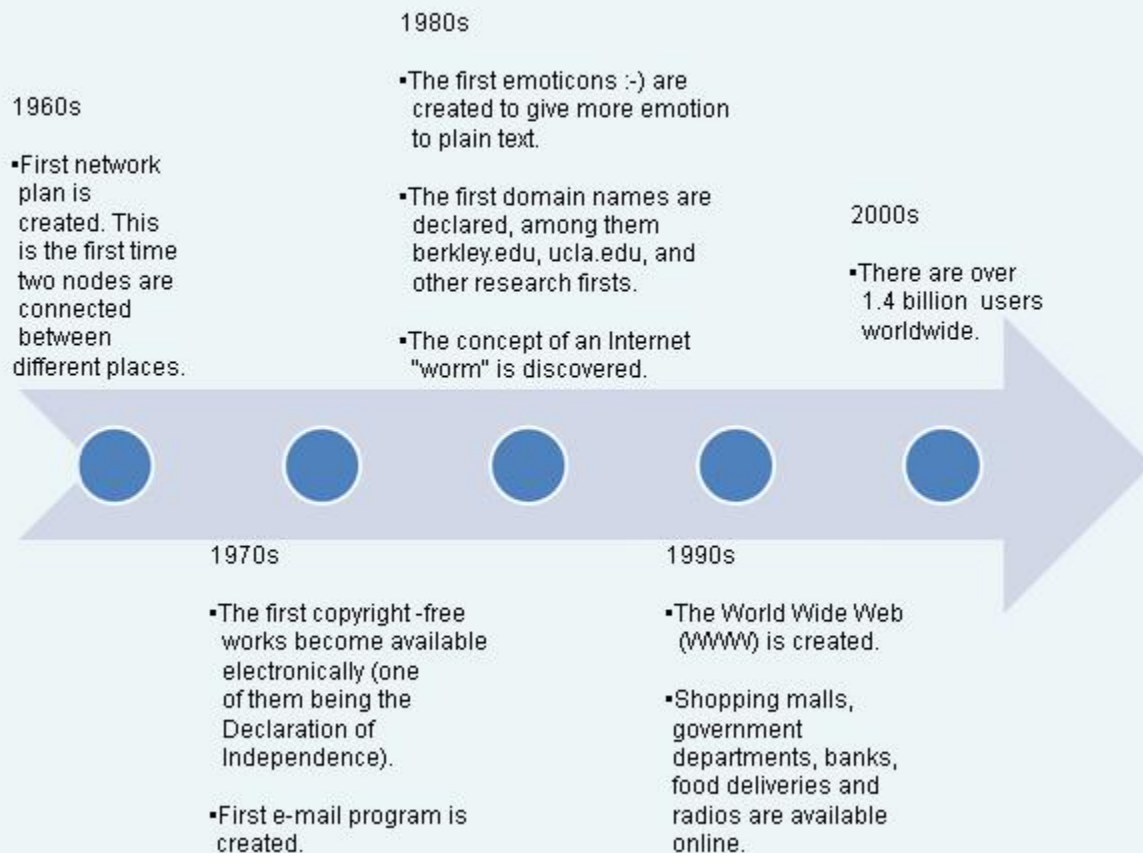 1960s
▪First network
plan is
created. This
is the first time
two nodes are
connected
between
different places.
1970s
▪The first copyright -free
works become available
electronically (one
of them being the
Declaration of
Independence).
▪First e-mail program is
created.
1980s
▪The first emoticons :-) are
created to give more emotion
to plain text.
▪The first domain names are
declared, among them
berkley.edu, ucla.edu, and
other research firsts.
▪The concept of an Internet
"worm" is discovered.
1990s
▪The World Wide Web
(WWW) is created.
▪Shopping malls,
government
departments, banks,
food deliveries and
radios are available
online.
2000s
▪There are over
1.4 billion users
worldwide.